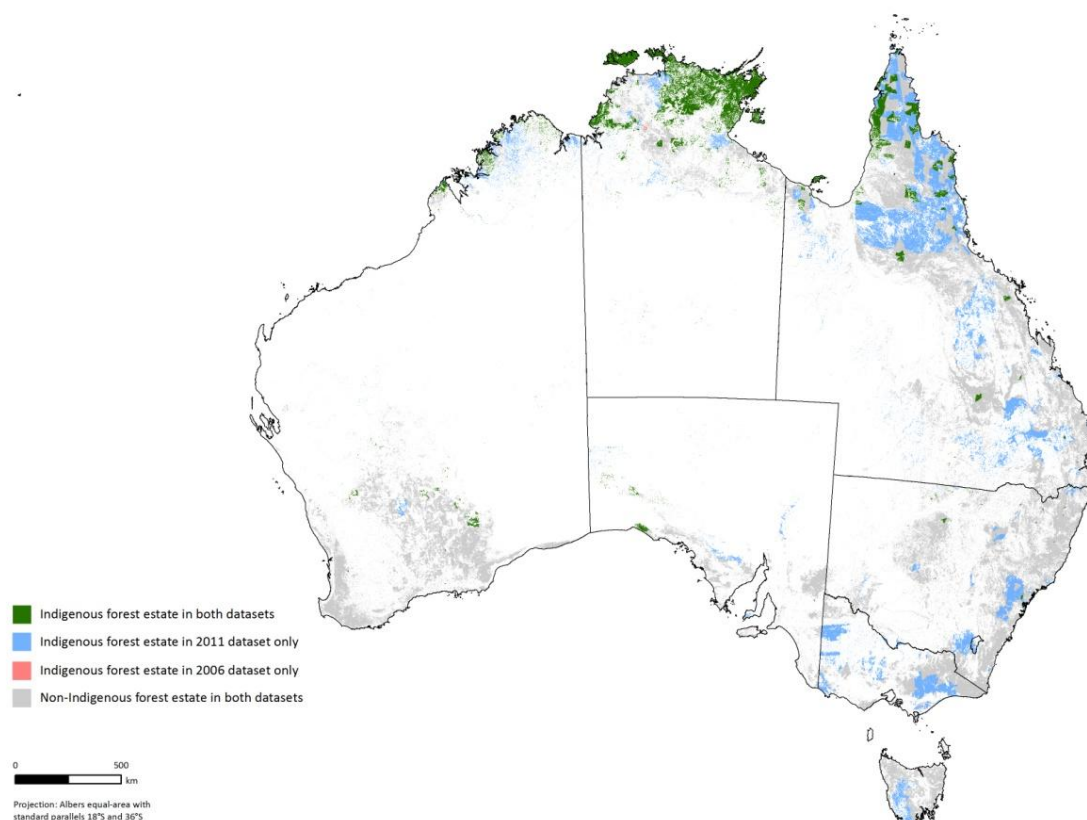 Indigenous forest estate in both datasets
Indigenous forest estate in 2011 dataset only
Indigenous forest estate in 2006 dataset only
Non-Indigenous forest estate in both datasets
0 500
km
Projection: Albers equal-area with
standard parallels 18°S and 36°S